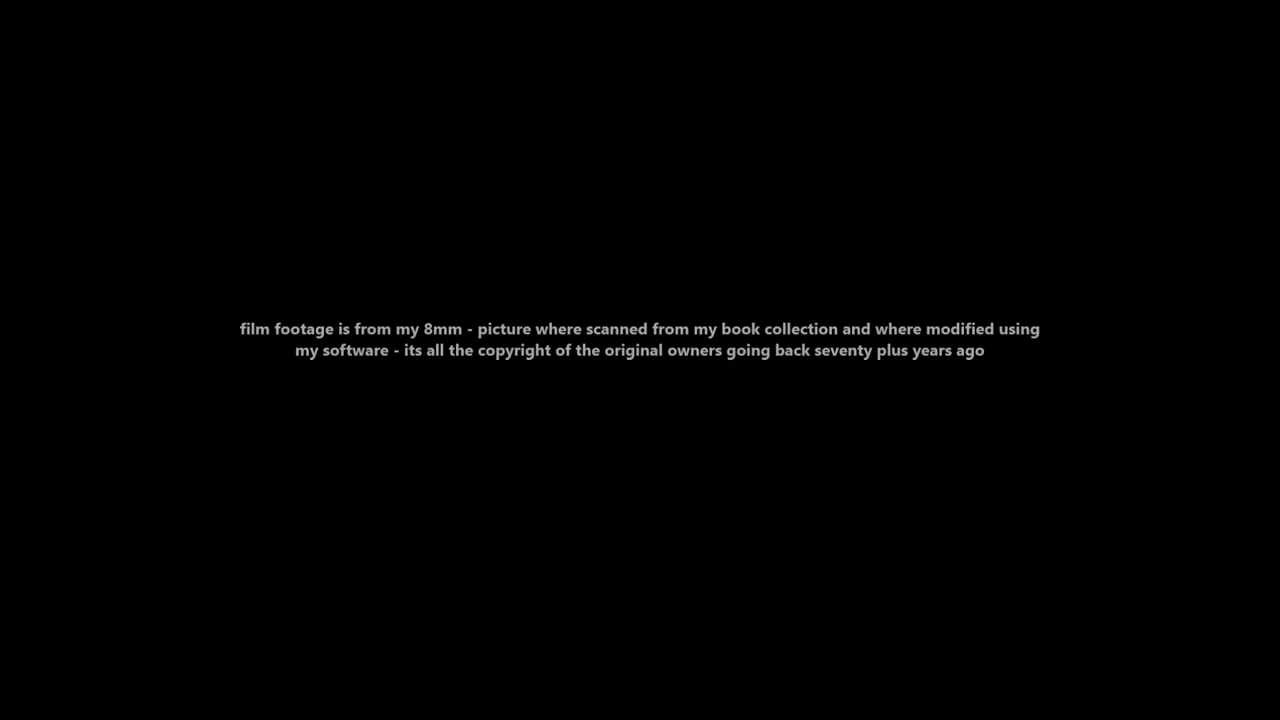 film footage is from my 8mm - picture where scanned from my book collection and where modified using
my software - its all the copyright of the original owners going back seventy plus years ago